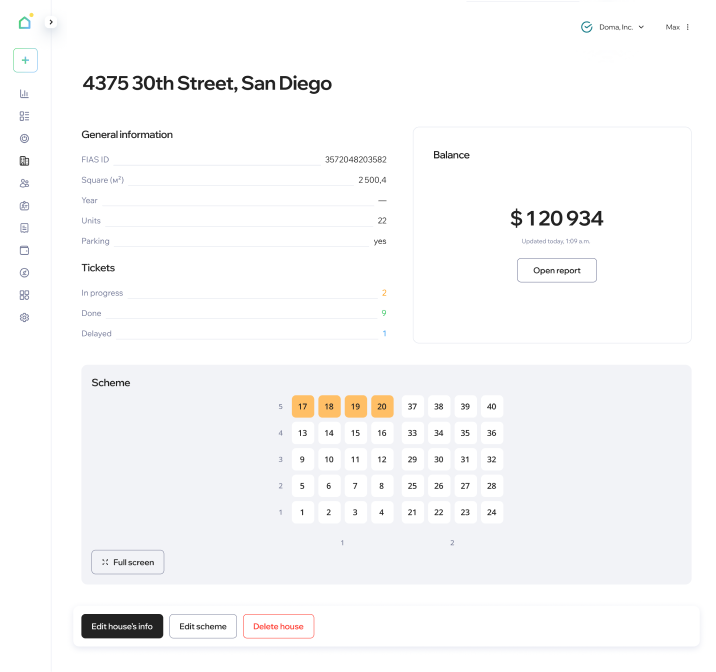 Doma, Inc.
Max
4375 30th Street, San Diego
General information
FIAS ID 3572048203582
Square (м²) 2 500,4
Year —
Units 22
Parking yes
Tickets
In progress 2
Done 9
Delayed 1
Balance
$ 120 934
Updated today, 1:09 a.m.
Open report
Scheme
5 17 18 19 20 37 38 39 40
4 13 14 15 16 33 34 35 36
3 9 10 11 12 29 30 31 32
2 5 6 7 8 25 26 27 28
1 1 2 3 4 21 22 23 24
1 2
Full screen
Edit house's info
Edit scheme
Delete house